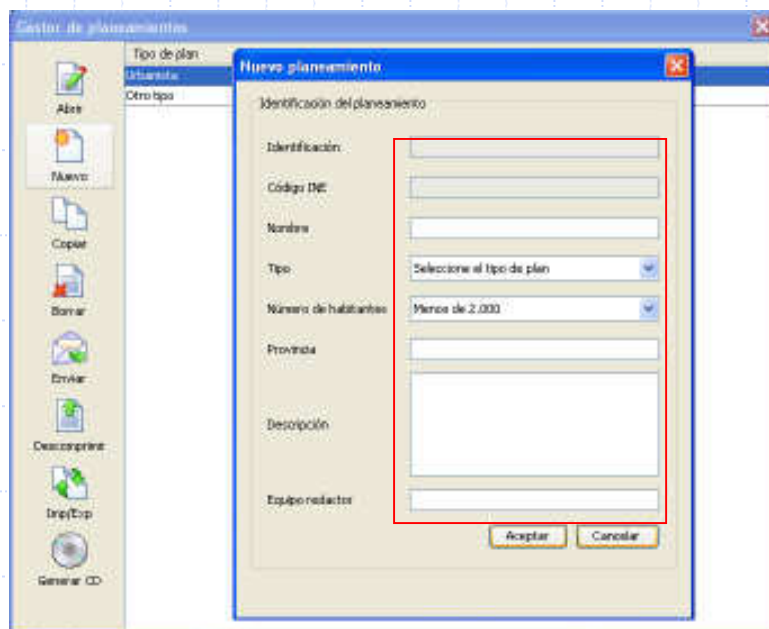 Gestor de planeamientos
Tipo de plan
Urbanista
Otro tipo
Abrir
Nuevo
Copiar
Borrar
Enviar
Descomprimir
Imp/Exp
Generar CD
Nuevo planeamiento
Identificación del planeamiento
Identificación
Código INE
Nombre
Tipo Seleccione el tipo de plan
Número de habitantes Menos de 2.000
Provincia
Descripción
Equipo redactor
Aceptar Cancelar